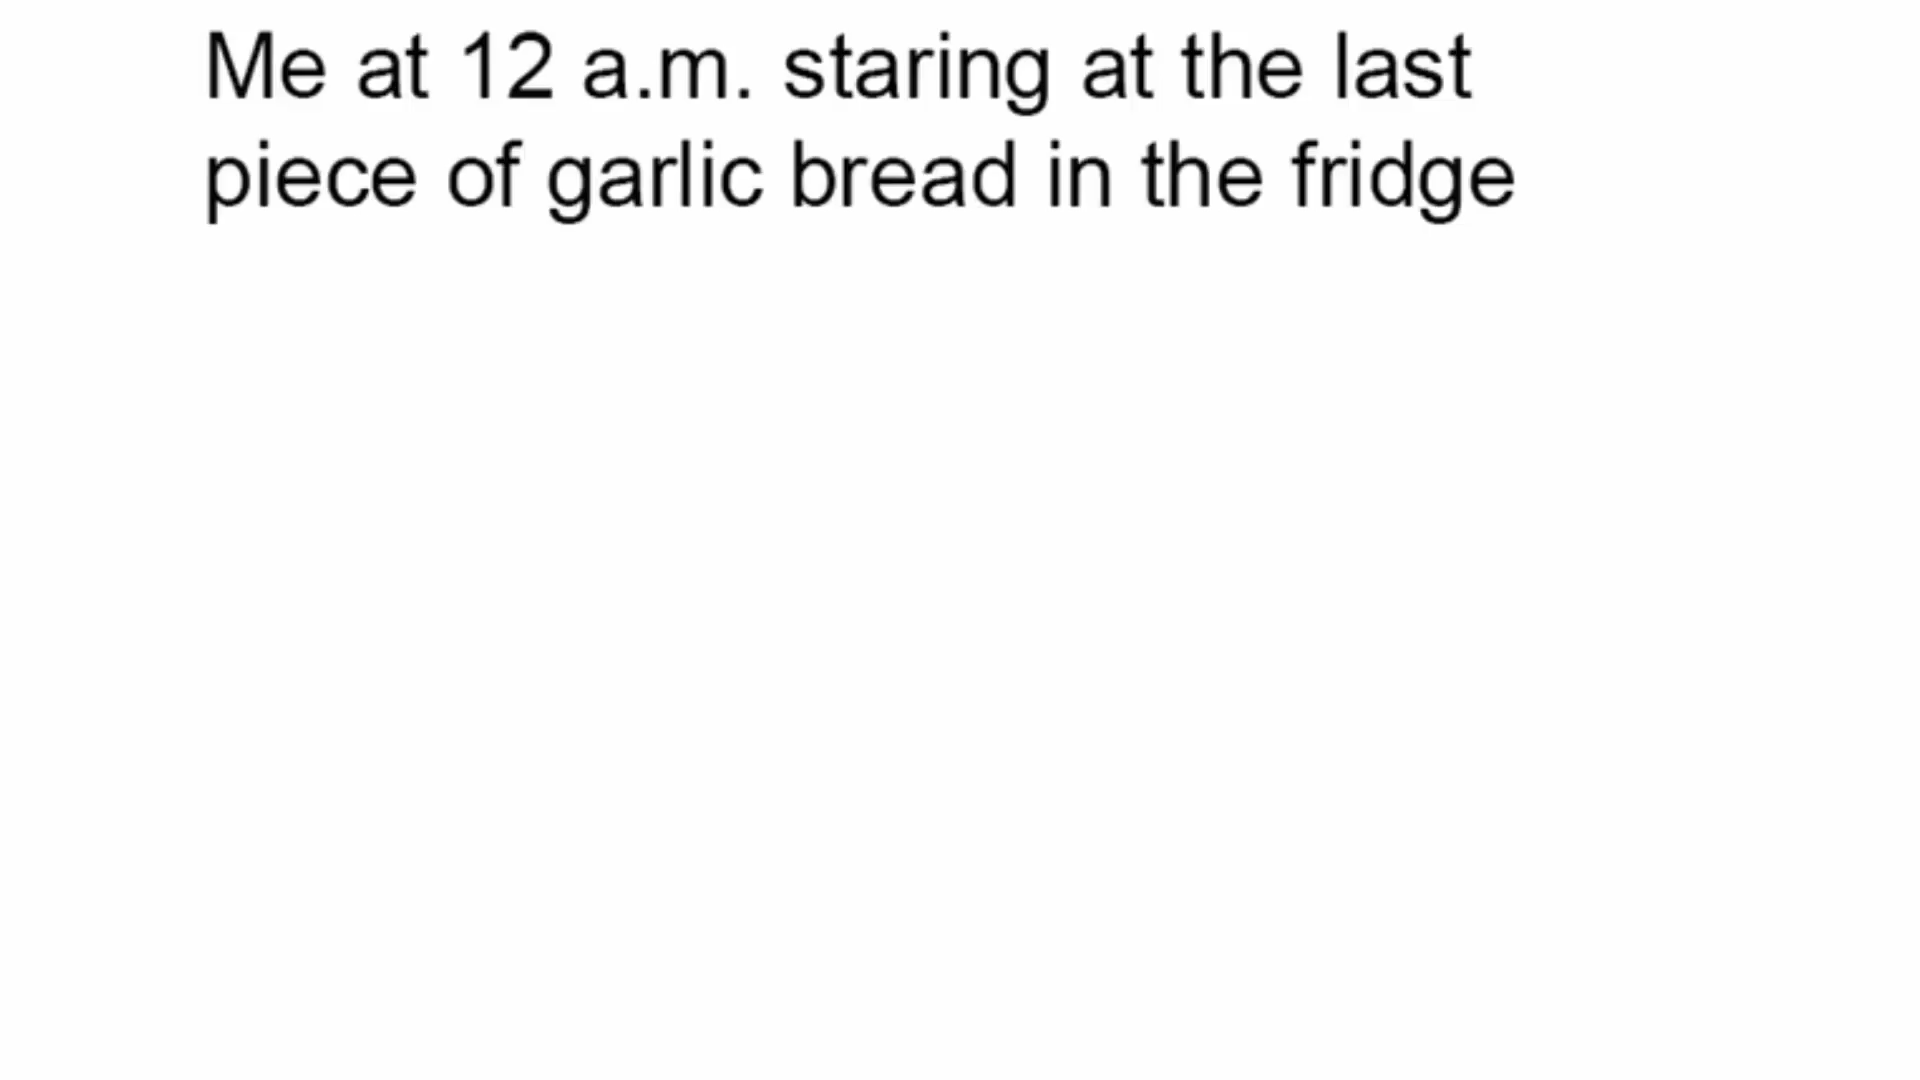 Me at 12 a.m. staring at the last
piece of garlic bread in the fridge